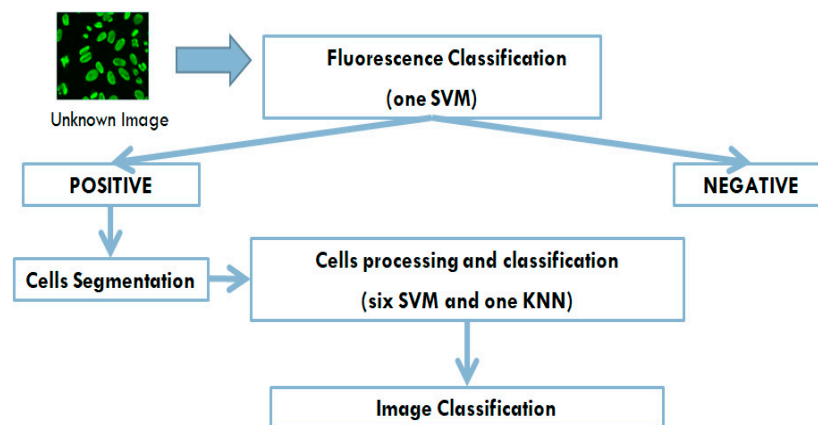 Unknown Image
Fluorescence Classification
(one SVM)
POSITIVE
NEGATIVE
Cells Segmentation
Cells processing and classification
(six SVM and one KNN)
Image Classification